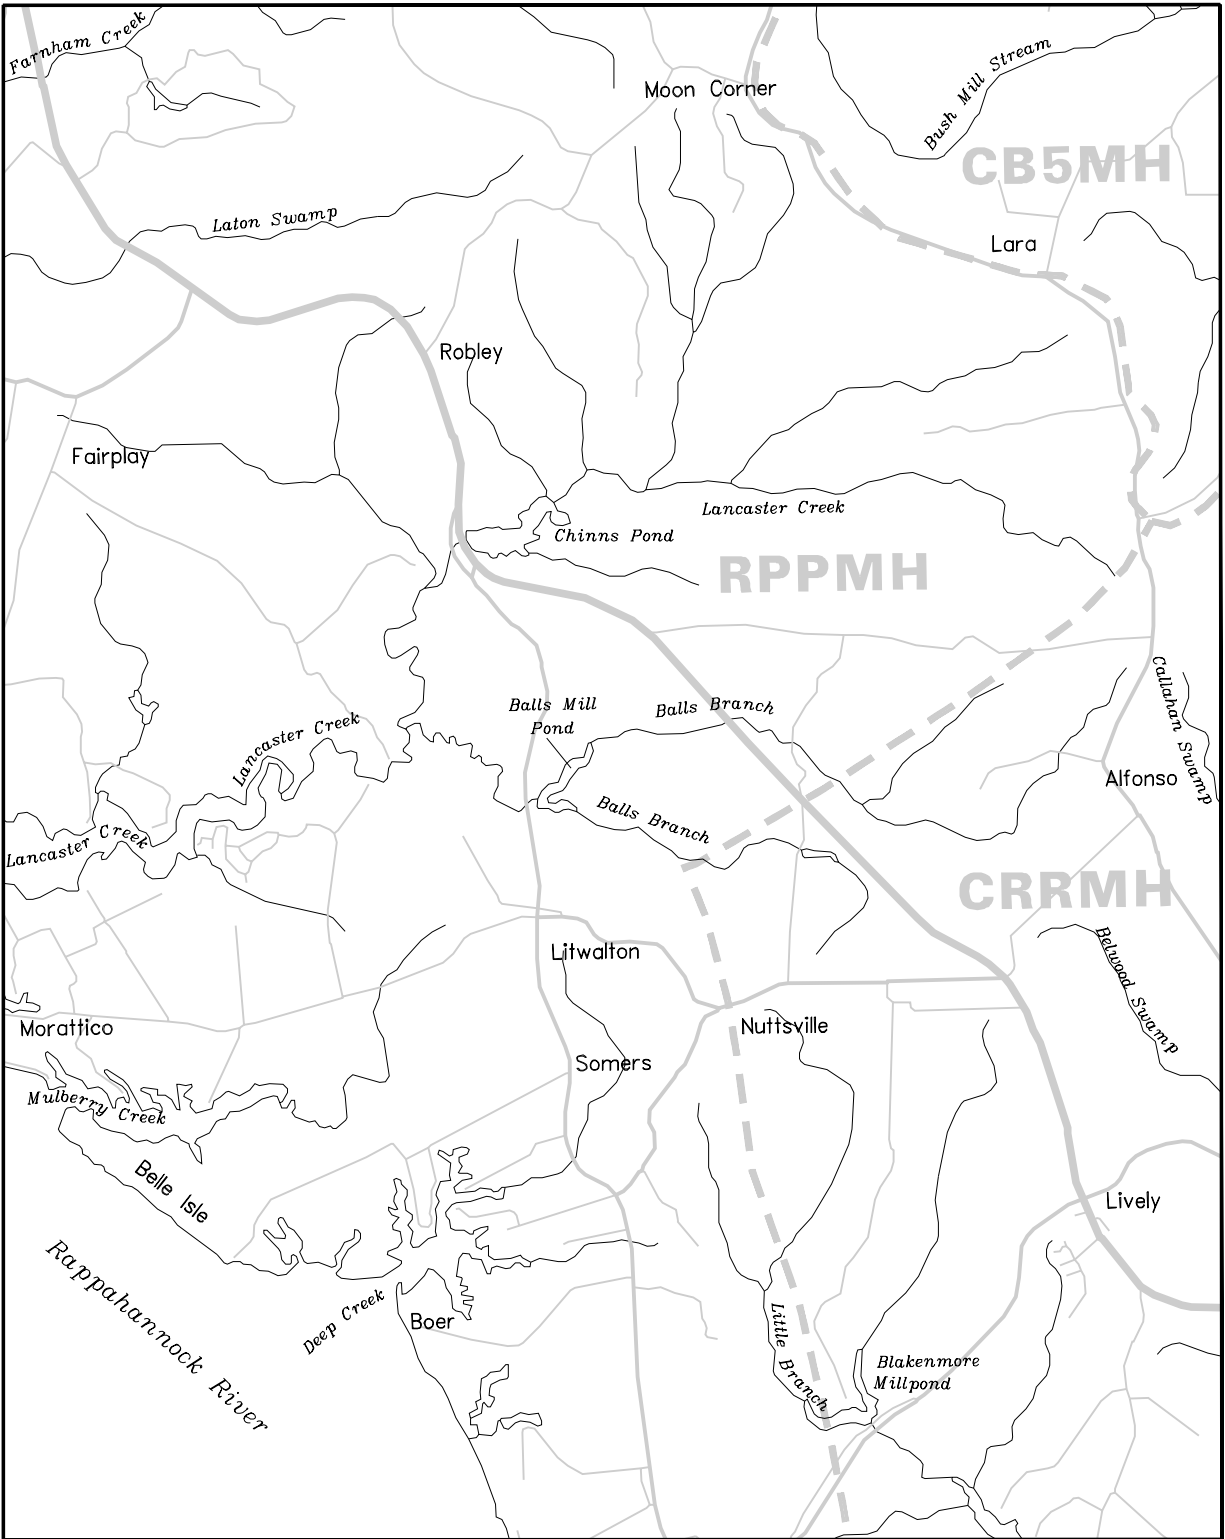 Farnham Creek
Moon Corner
Bush Mill Stream
CB5MH
Laton Swamp
Lara
Robley
Fairplay
Lancaster Creek
Chinns Pond
RPPMH
Callahan Swamp
Balls Mill
Pond
Balls Branch
Lancaster Creek
Alfonso
Balls Branch
Lancaster Creek
CRRMH
Litwalton
Belwood Swamp
Morattico
Nuttsville
Somers
Mulberry Creek
Belle Isle
Lively
Rappahannock River
Deep Creek
Boer
Little Branch
Blakenmore
Millpond